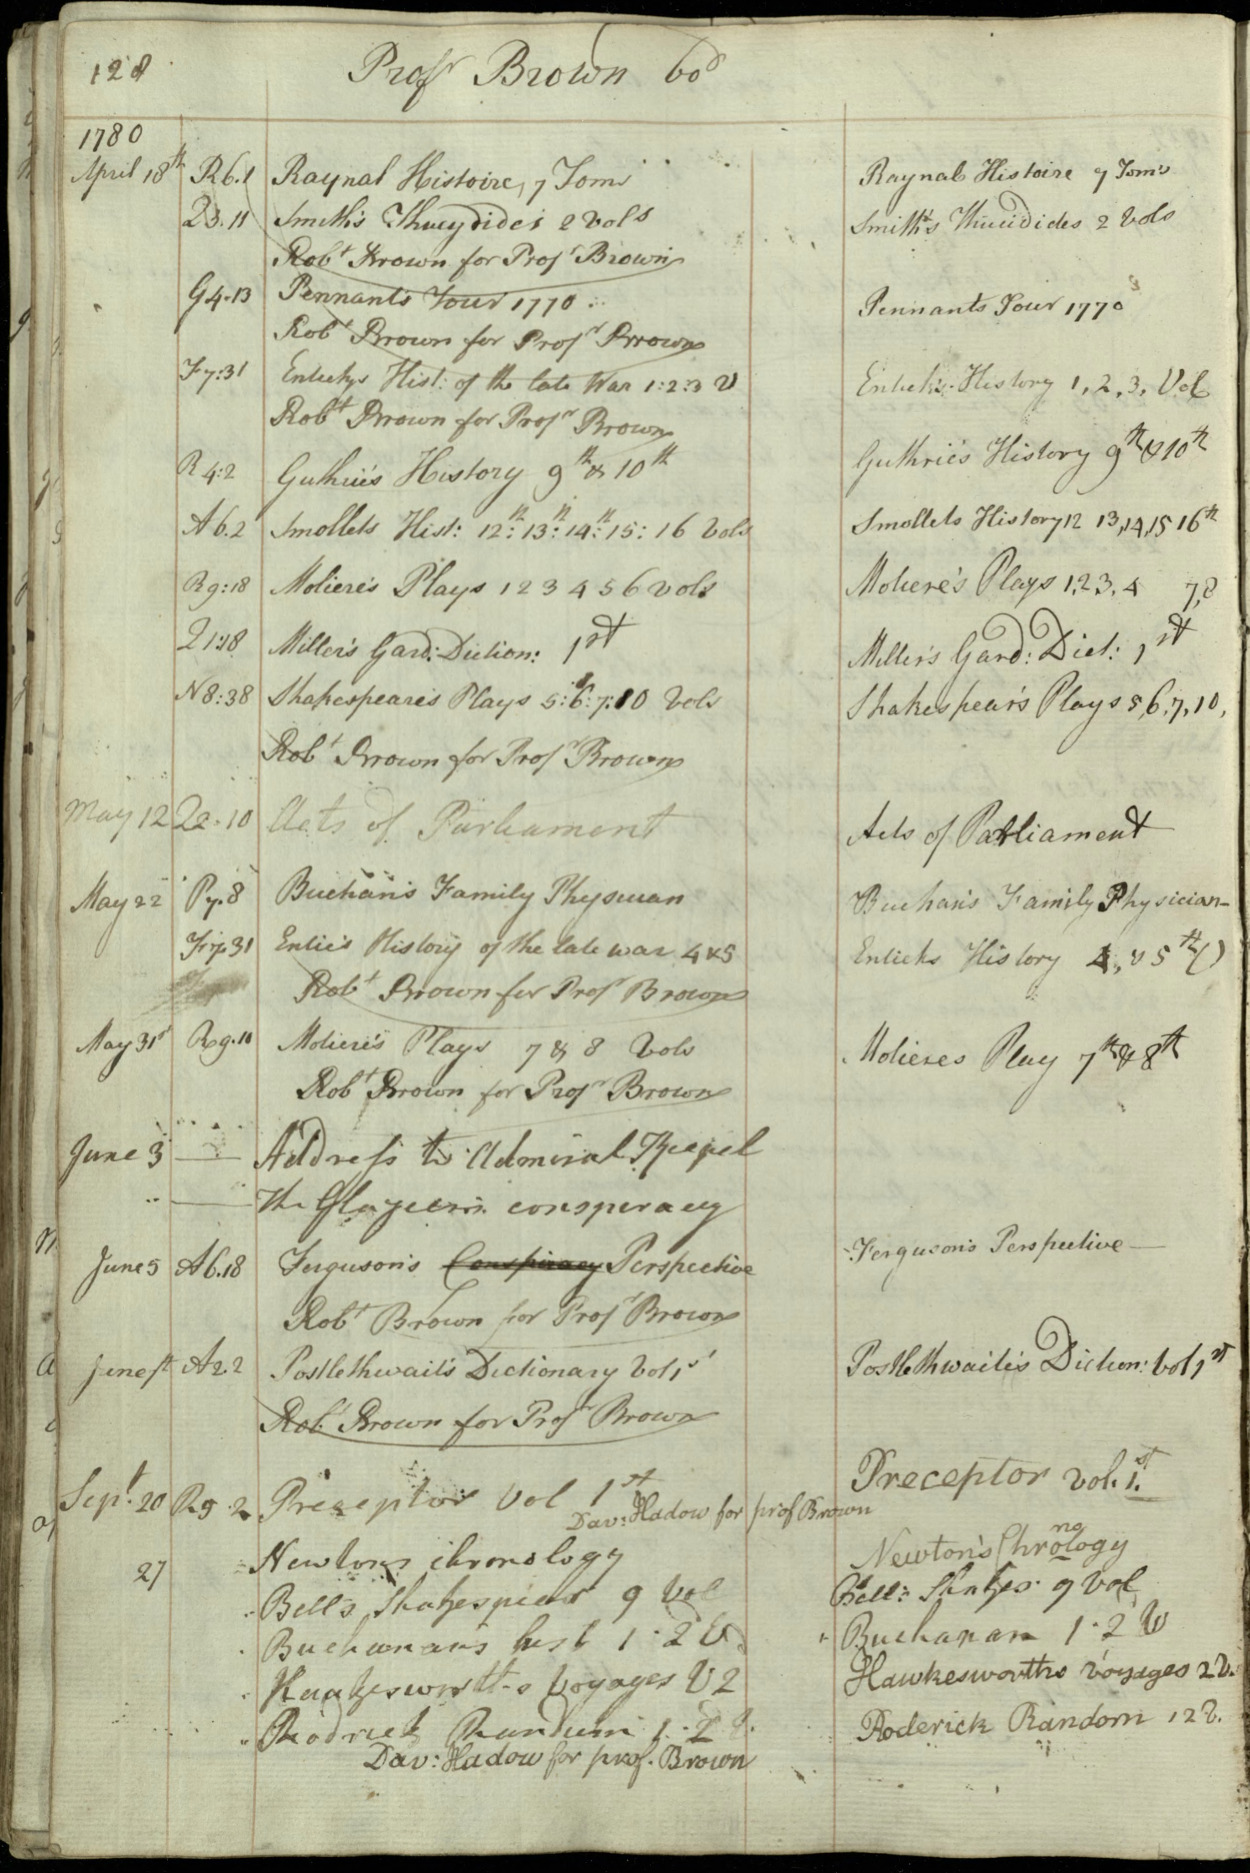 128 Profr Brown 60
1780
April 18th R6.1 Raynal Histoire, 7 Toms Raynals Histoire 7 Toms
Q3.11 Smith's Thucydides 2 Vols Smith's Thucidides 2 Vols
Robt Brown for Profr Brown
G4.13 Pennants Tour 1770 Pennants Tour 1770
Robt Brown for Profr Brown
F7:31 Enticks Hist: of the late War 1:2:3 V Enticks History 1, 2, 3, Vol
Robt Brown for Profr Brown
R4:2 Guthrie's History 9th & 10th Guthrie's History 9th & 10th
A6.2 Smollets Hist: 12th: 13th: 14th: 15: 16 Vols Smollets History 12 13, 14, 15 16th
R9:18 Moliere's Plays 1 2 3 4 5 6 vols Moliere's Plays 1, 2, 3, 4 7, 8
Q1:18 Miller's Gard: Diction: 1st Miller's Gard: Dict: 1st
N8:38 Shakespeare's Plays 5: 6: 7: 10 Vols Shakespear's Plays 5, 6, 7, 10,
Robt Brown for Profr Brown
May 12 Q2.10 Acts of Parliament Acts of Parliament
May 22 P7.8 Buchan's Family Physician Buchan's Family Physician
F7.31 Entic's History of the late war 4 & 5 Enticks History 4, & 5th
Robt Brown for Profr Brown
May 31st R9.10 Moliere's Plays 7 & 8 Vols Molieres Play 7th & 8th
Robt Brown for Profr Brown
June 3 — Address to Admiral Keepel
— The conspiracy
June 5 A6.18 Ferguson's Conspiracy Perspective Ferguson's Perspective —
Robt Brown for Profr Brown
June A2.2 Postlethwait's Dictionary Vol 1st Postlethwaite's Diction: Vol 1st
Robt Brown for Profr Brown
Sept. 20 R9.2 Preceptor Vol 1st Preceptor vol. 1st
Dav: Hadow for prof Brown
27 Newtons chronology Newton's Chronology
Bell's Shakespear 9 Vol Bell: Shakes: 9 Vol
Buchanan's hist 1.2 V Buchanan 1.2 V
Hawkesworth-s Voyages V 2 Hawkesworths Voyages 2 V.
Rodrick Randum 1.2 Roderick Random 1 2 V.
Dav: Hadow for prof. Brown